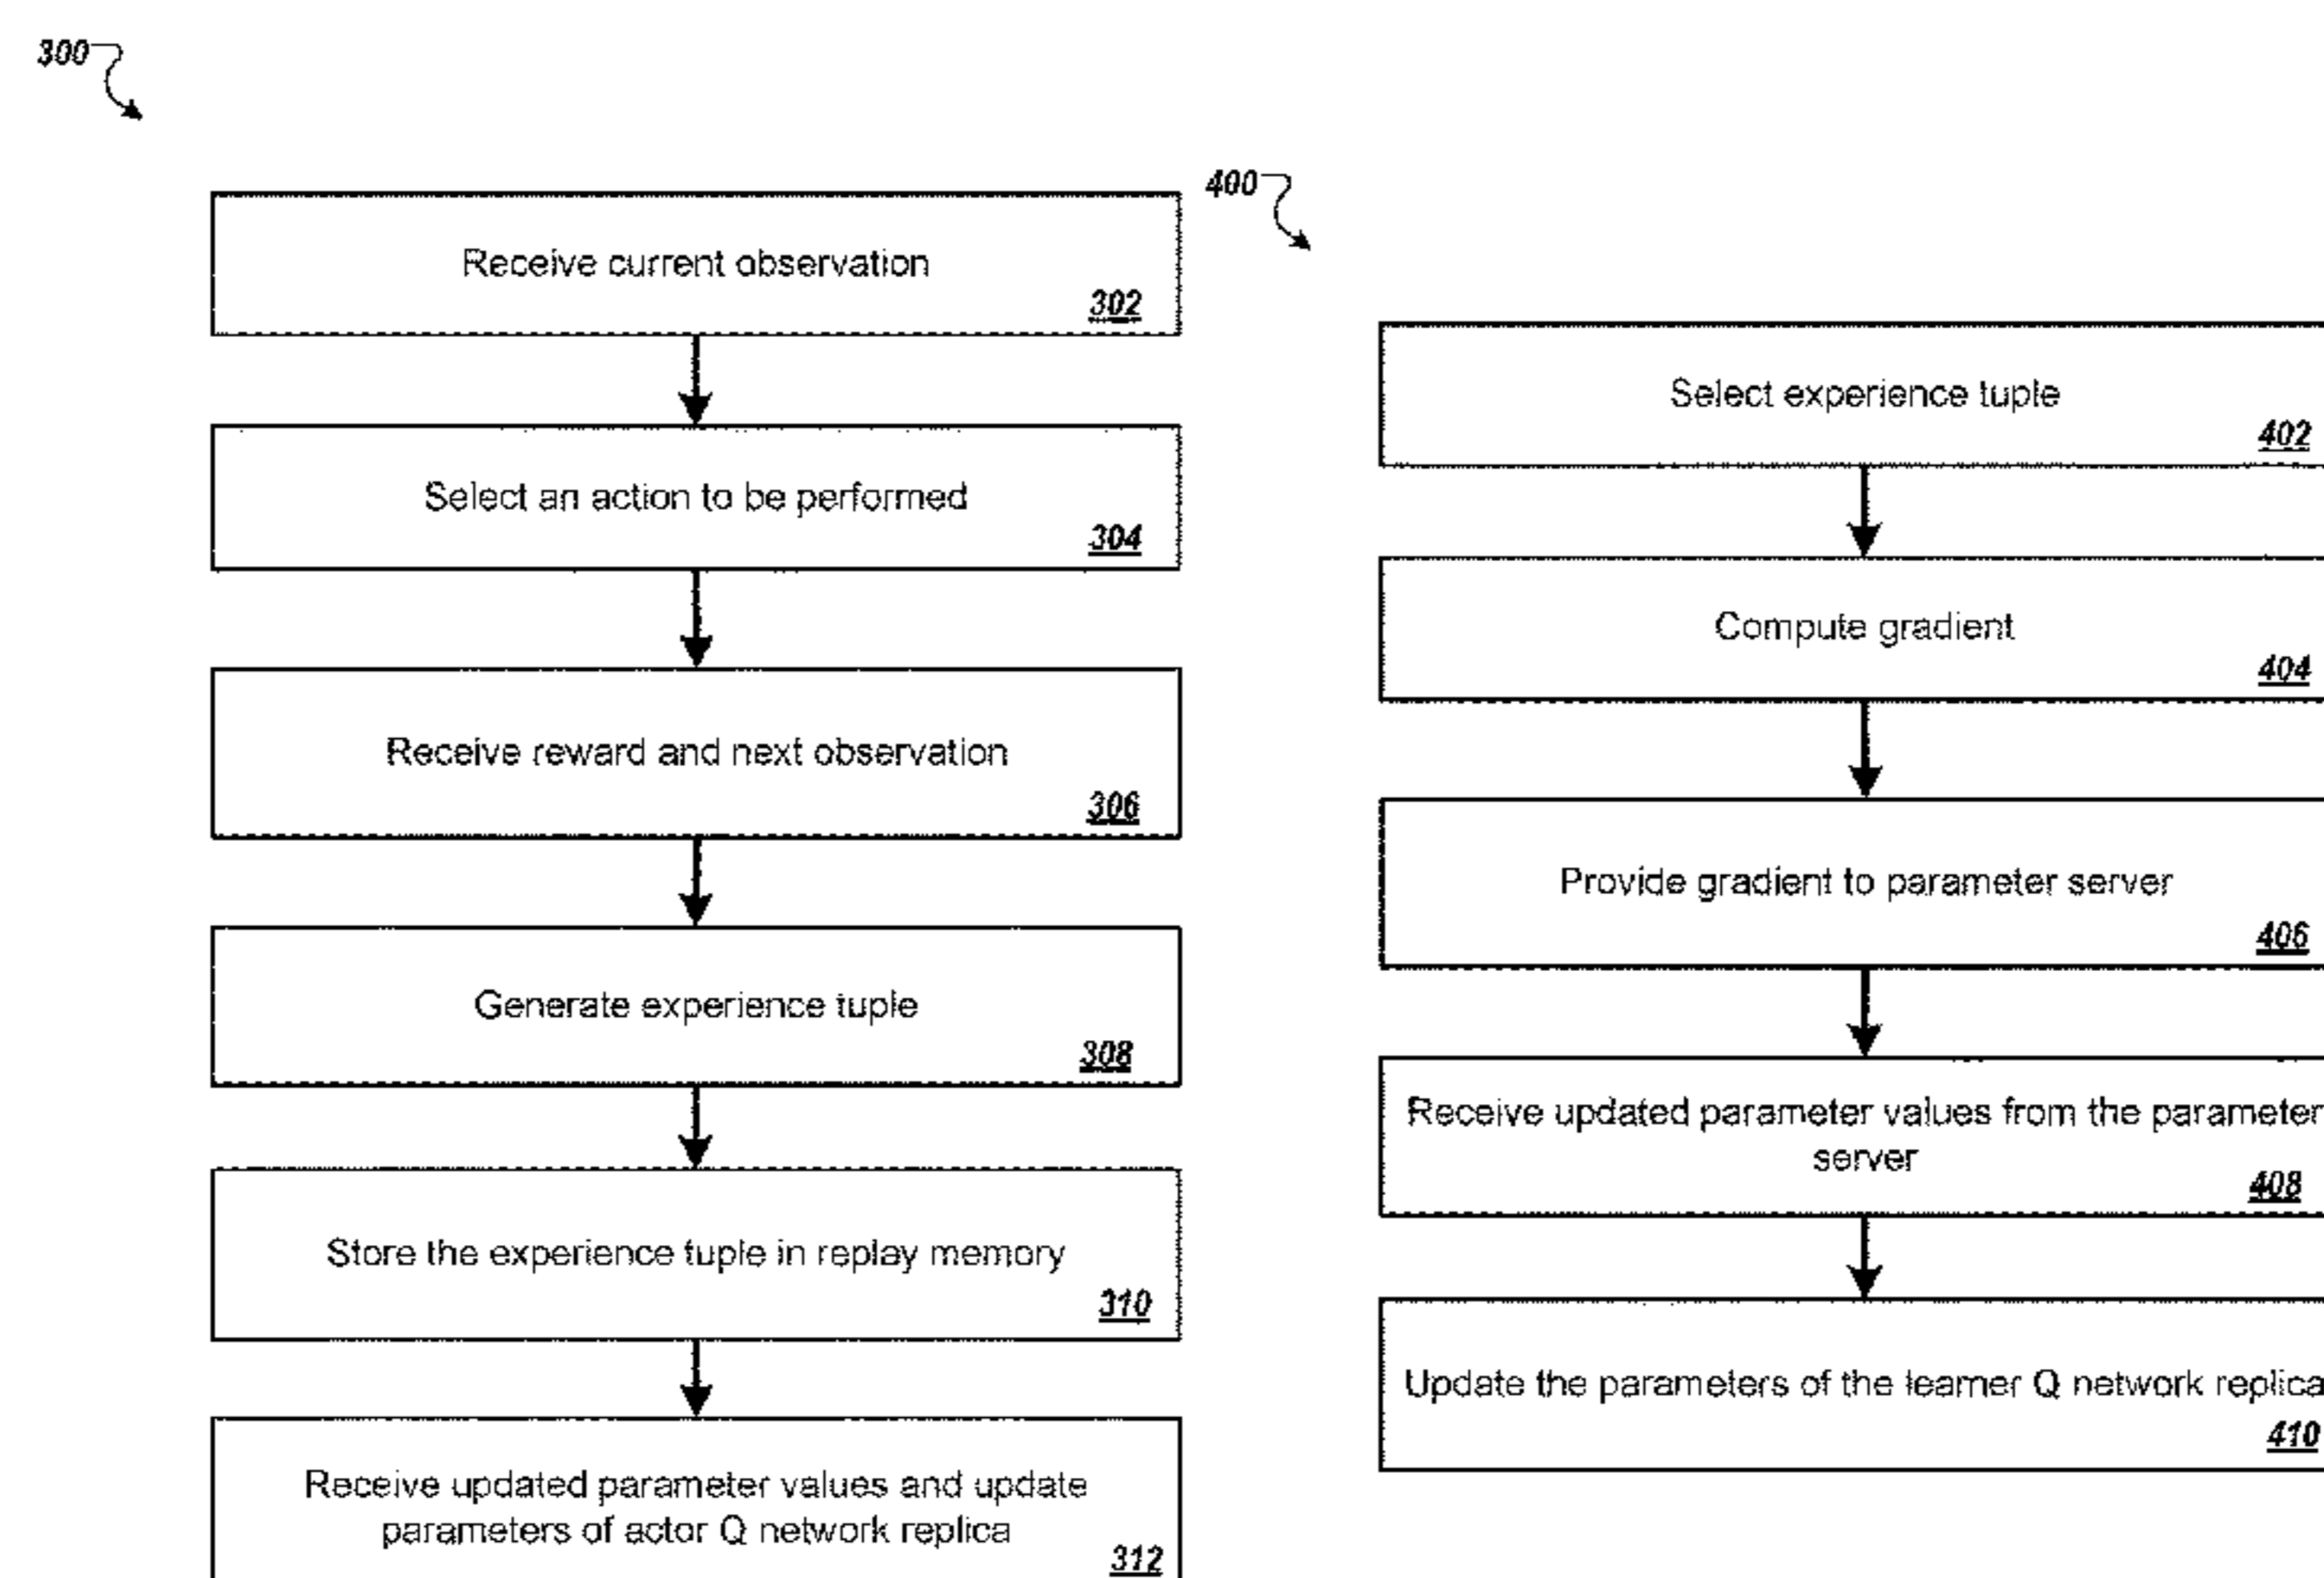 300
Receive current observation
302
Select an action to be performed
304
Receive reward and next observation
306
Generate experience tuple
308
Store the experience tuple in replay memory
310
Receive updated parameter values and update
parameters of actor Q network replica
312
400
Select experience tuple
402
Compute gradient
404
Provide gradient to parameter server
406
Receive updated parameter values from the parameter
server
408
Update the parameters of the learner Q network replica
410